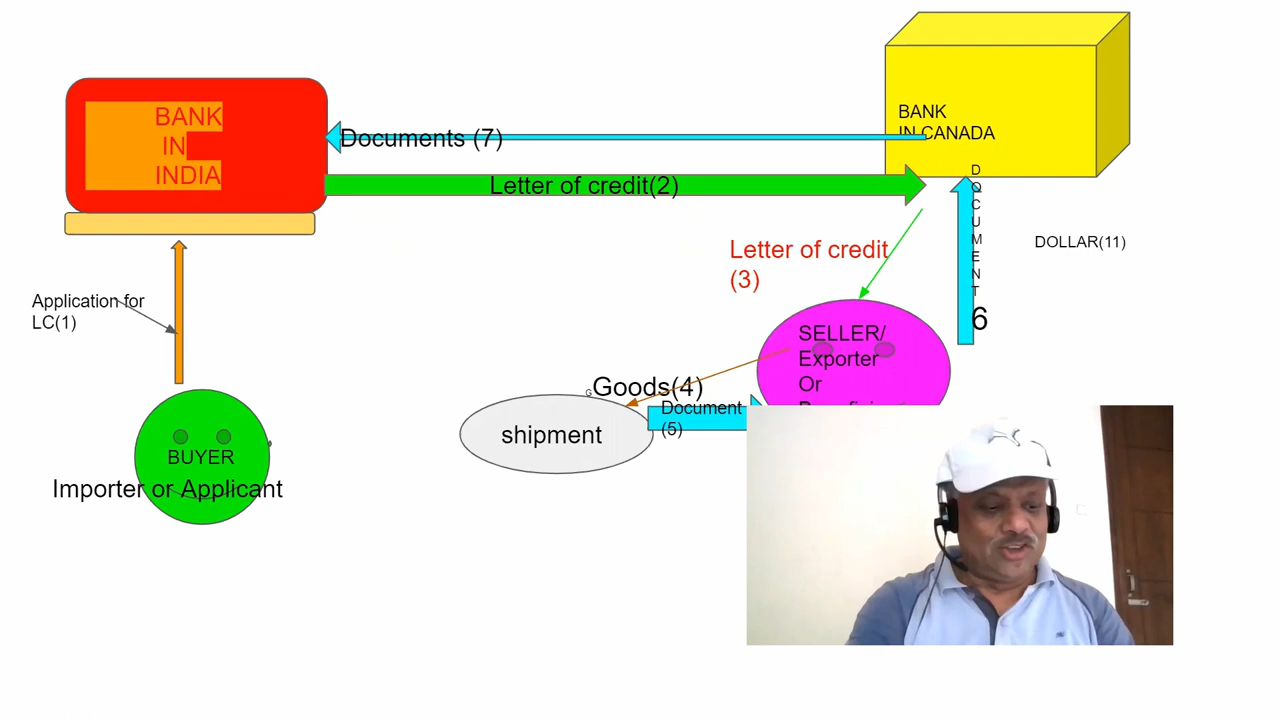 BANK
IN
INDIA
BANK
IN CANADA
Documents (7)
Letter of credit(2)
D
O
C
U
M
E
N
T
6
DOLLAR(11)
Letter of credit
(3)
Application for
LC(1)
SELLER/
Exporter
Or
G
Goods(4)
Document
(5)
shipment
BUYER
Importer or Applicant